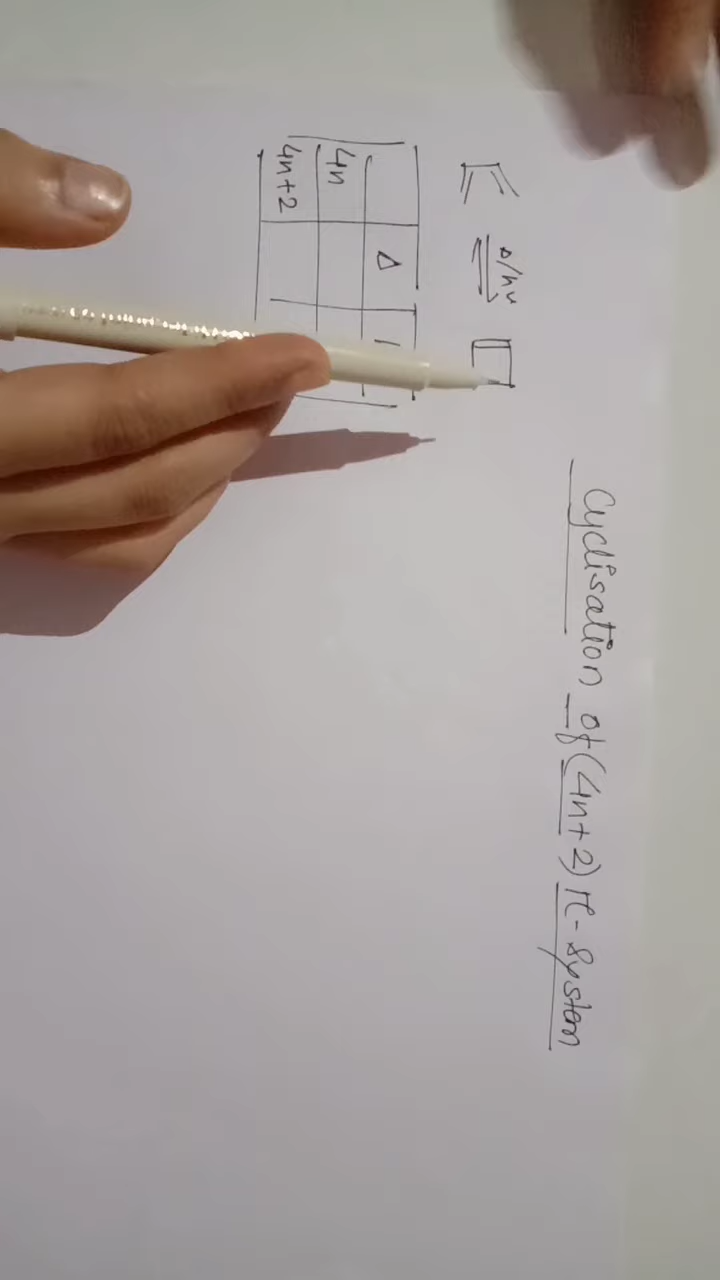 Cyclisation of (4n+2) π-System
Δ/hν
Δ
4n
4n+2